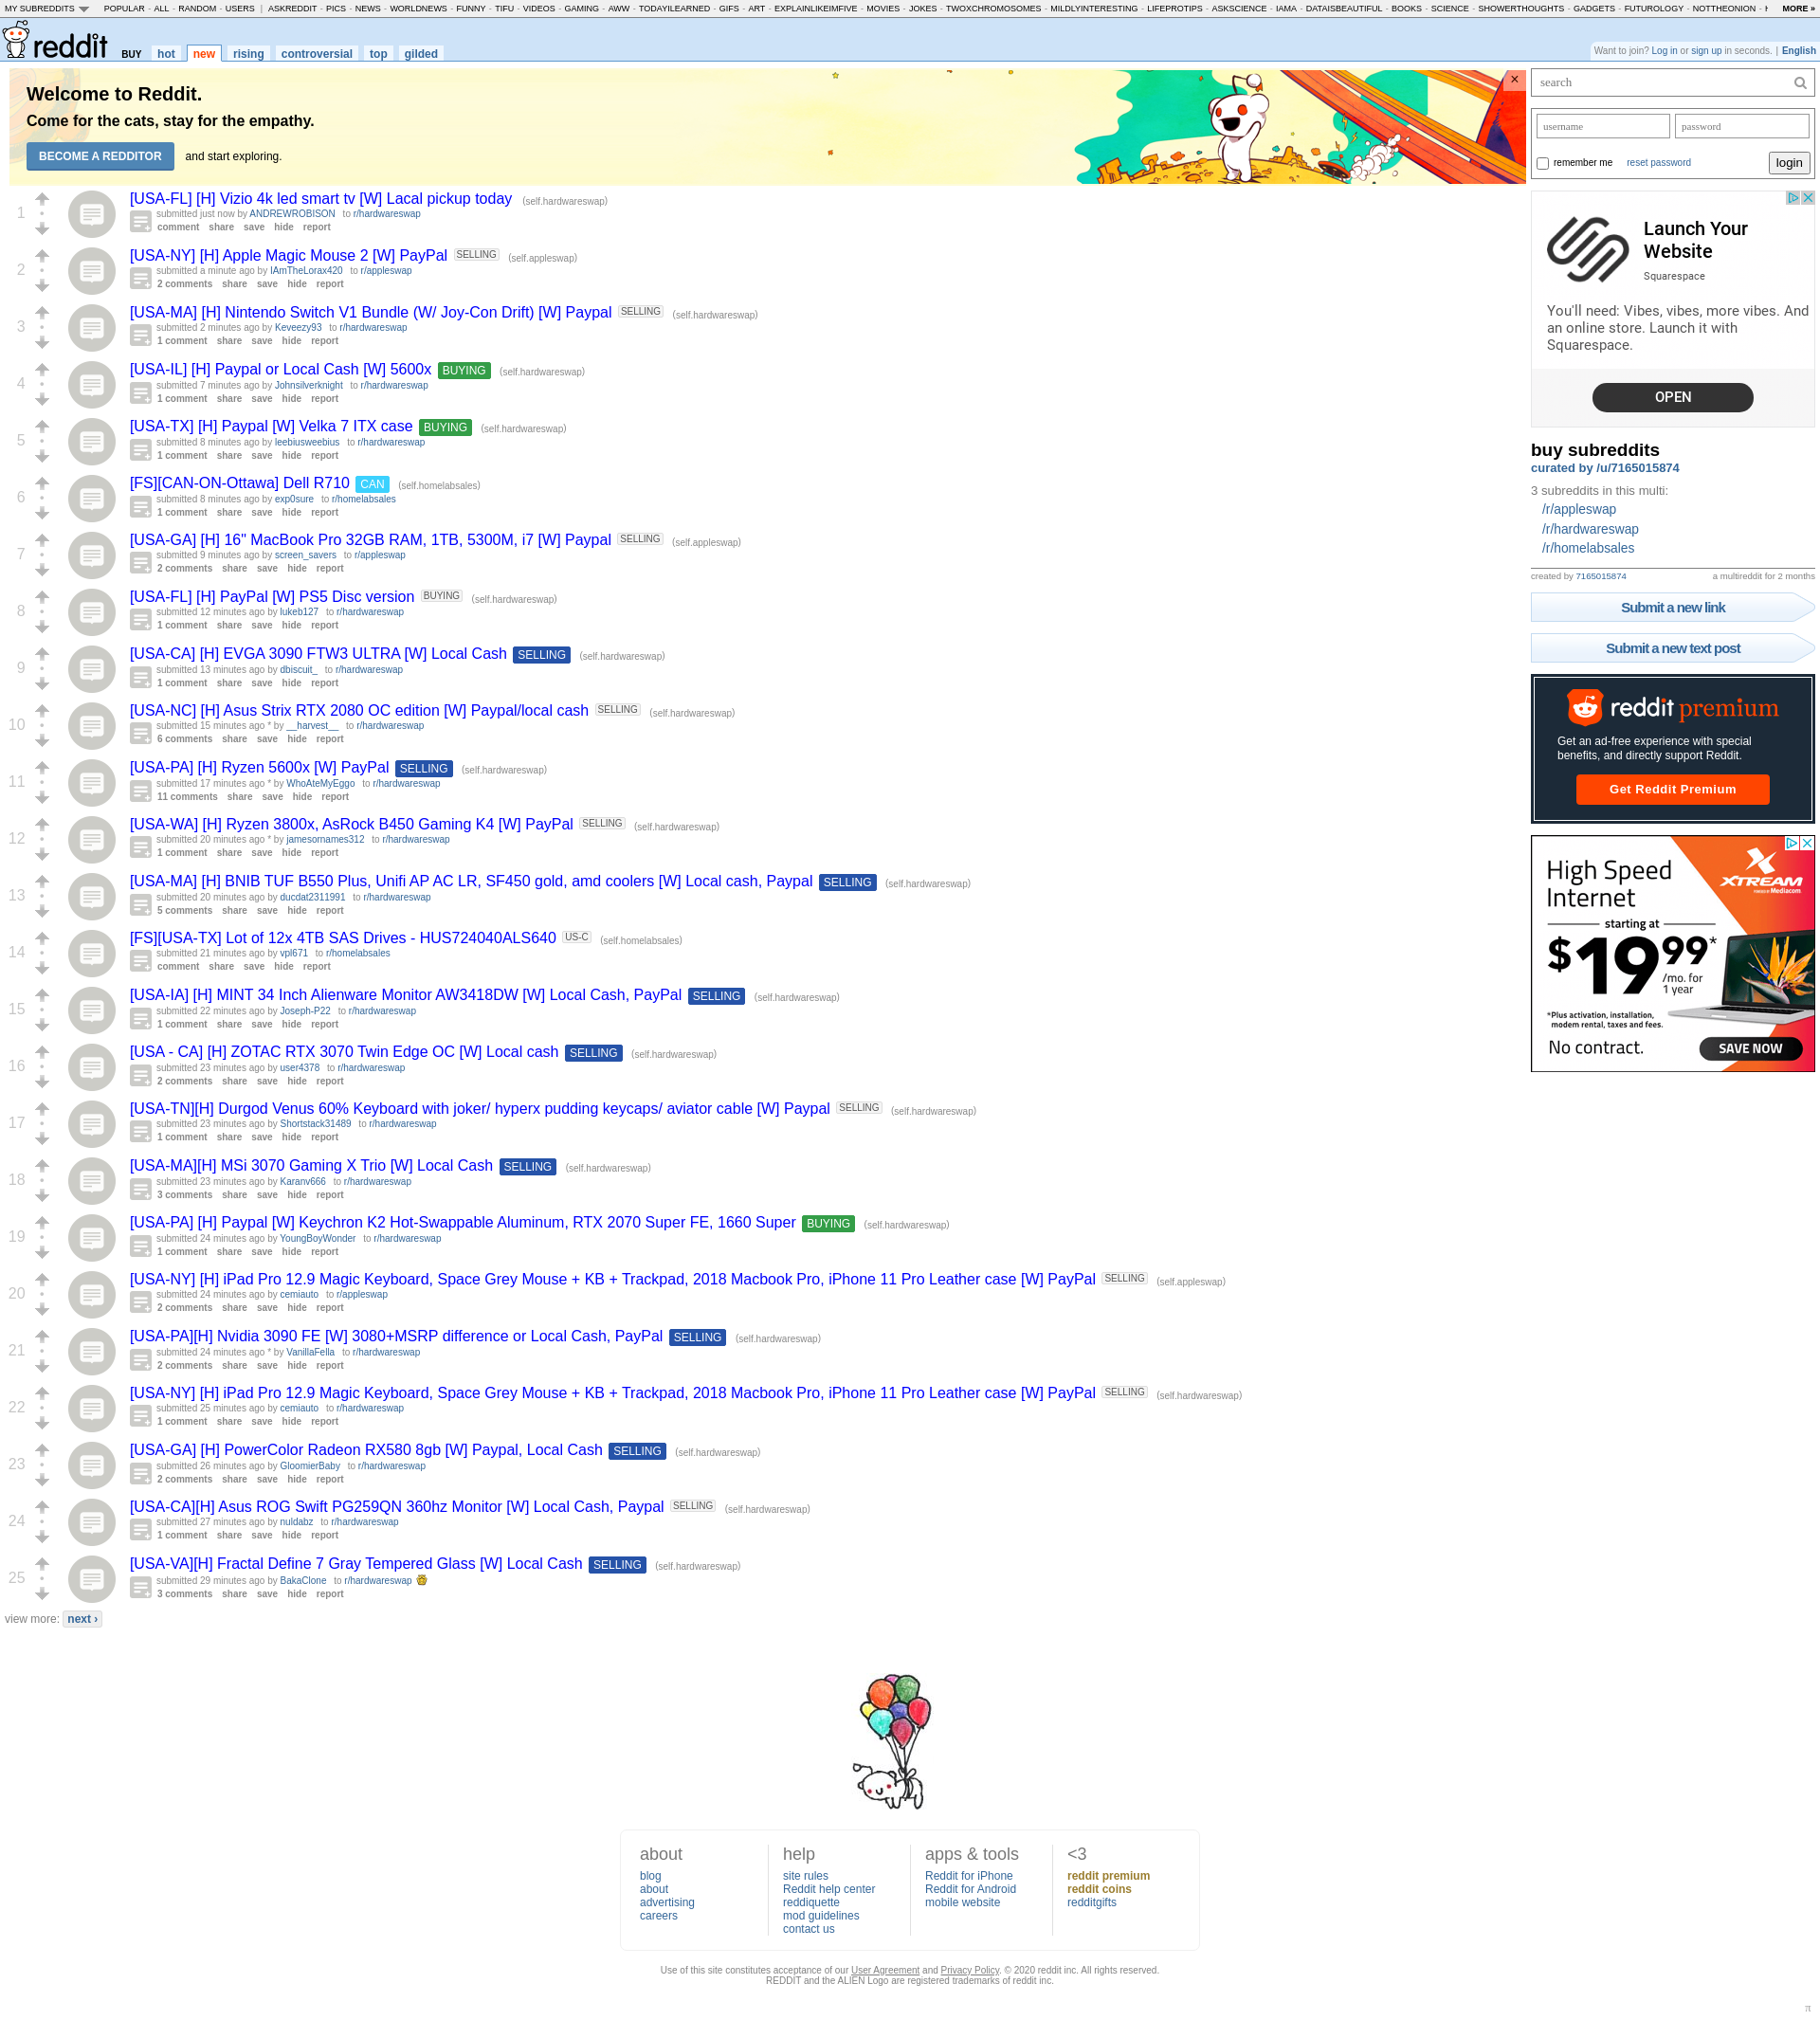 MY SUBREDDITS POPULAR - ALL - RANDOM - USERS | ASKREDDIT - PICS - NEWS - WORLDNEWS - FUNNY - TIFU - VIDEOS - GAMING - AWW - TODAYILEARNED - GIFS - ART - EXPLAINLIKEIMFIVE - MOVIES - JOKES - TWOXCHROMOSOMES - MILDLYINTERESTING - LIFEPROTIPS - ASKSCIENCE - IAMA - DATAISBEAUTIFUL - BOOKS - SCIENCE - SHOWERTHOUGHTS - GADGETS - FUTUROLOGY - NOTTHEONION - MORE »
reddit BUY hot new rising controversial top gilded
Want to join? Log in or sign up in seconds. | English
Welcome to Reddit.
Come for the cats, stay for the empathy.
BECOME A REDDITOR and start exploring.
×
1
[USA-FL] [H] Vizio 4k led smart tv [W] Lacal pickup today (self.hardwareswap)
submitted just now by ANDREWROBISON to r/hardwareswap
comment share save hide report
2
[USA-NY] [H] Apple Magic Mouse 2 [W] PayPal SELLING (self.appleswap)
submitted a minute ago by IAmTheLorax420 to r/appleswap
2 comments share save hide report
3
[USA-MA] [H] Nintendo Switch V1 Bundle (W/ Joy-Con Drift) [W] Paypal SELLING (self.hardwareswap)
submitted 2 minutes ago by Keveezy93 to r/hardwareswap
1 comment share save hide report
4
[USA-IL] [H] Paypal or Local Cash [W] 5600x BUYING (self.hardwareswap)
submitted 7 minutes ago by Johnsilverknight to r/hardwareswap
1 comment share save hide report
5
[USA-TX] [H] Paypal [W] Velka 7 ITX case BUYING (self.hardwareswap)
submitted 8 minutes ago by leebiusweebius to r/hardwareswap
1 comment share save hide report
6
[FS][CAN-ON-Ottawa] Dell R710 CAN (self.homelabsales)
submitted 8 minutes ago by exp0sure to r/homelabsales
1 comment share save hide report
7
[USA-GA] [H] 16" MacBook Pro 32GB RAM, 1TB, 5300M, i7 [W] Paypal SELLING (self.appleswap)
submitted 9 minutes ago by screen_savers to r/appleswap
2 comments share save hide report
8
[USA-FL] [H] PayPal [W] PS5 Disc version BUYING (self.hardwareswap)
submitted 12 minutes ago by lukeb127 to r/hardwareswap
1 comment share save hide report
9
[USA-CA] [H] EVGA 3090 FTW3 ULTRA [W] Local Cash SELLING (self.hardwareswap)
submitted 13 minutes ago by dbiscuit_ to r/hardwareswap
1 comment share save hide report
10
[USA-NC] [H] Asus Strix RTX 2080 OC edition [W] Paypal/local cash SELLING (self.hardwareswap)
submitted 15 minutes ago * by __harvest__ to r/hardwareswap
6 comments share save hide report
11
[USA-PA] [H] Ryzen 5600x [W] PayPal SELLING (self.hardwareswap)
submitted 17 minutes ago * by WhoAteMyEggo to r/hardwareswap
11 comments share save hide report
12
[USA-WA] [H] Ryzen 3800x, AsRock B450 Gaming K4 [W] PayPal SELLING (self.hardwareswap)
submitted 20 minutes ago * by jamesornames312 to r/hardwareswap
1 comment share save hide report
13
[USA-MA] [H] BNIB TUF B550 Plus, Unifi AP AC LR, SF450 gold, amd coolers [W] Local cash, Paypal SELLING (self.hardwareswap)
submitted 20 minutes ago by ducdat2311991 to r/hardwareswap
5 comments share save hide report
14
[FS][USA-TX] Lot of 12x 4TB SAS Drives - HUS724040ALS640 US-C (self.homelabsales)
submitted 21 minutes ago by vpl671 to r/homelabsales
comment share save hide report
15
[USA-IA] [H] MINT 34 Inch Alienware Monitor AW3418DW [W] Local Cash, PayPal SELLING (self.hardwareswap)
submitted 22 minutes ago by Joseph-P22 to r/hardwareswap
1 comment share save hide report
16
[USA - CA] [H] ZOTAC RTX 3070 Twin Edge OC [W] Local cash SELLING (self.hardwareswap)
submitted 23 minutes ago by user4378 to r/hardwareswap
2 comments share save hide report
17
[USA-TN][H] Durgod Venus 60% Keyboard with joker/ hyperx pudding keycaps/ aviator cable [W] Paypal SELLING (self.hardwareswap)
submitted 23 minutes ago by Shortstack31489 to r/hardwareswap
1 comment share save hide report
18
[USA-MA][H] MSi 3070 Gaming X Trio [W] Local Cash SELLING (self.hardwareswap)
submitted 23 minutes ago by Karanv666 to r/hardwareswap
3 comments share save hide report
19
[USA-PA] [H] Paypal [W] Keychron K2 Hot-Swappable Aluminum, RTX 2070 Super FE, 1660 Super BUYING (self.hardwareswap)
submitted 24 minutes ago by YoungBoyWonder to r/hardwareswap
1 comment share save hide report
20
[USA-NY] [H] iPad Pro 12.9 Magic Keyboard, Space Grey Mouse + KB + Trackpad, 2018 Macbook Pro, iPhone 11 Pro Leather case [W] PayPal SELLING (self.appleswap)
submitted 24 minutes ago by cemiauto to r/appleswap
2 comments share save hide report
21
[USA-PA][H] Nvidia 3090 FE [W] 3080+MSRP difference or Local Cash, PayPal SELLING (self.hardwareswap)
submitted 24 minutes ago * by VanillaFella to r/hardwareswap
2 comments share save hide report
22
[USA-NY] [H] iPad Pro 12.9 Magic Keyboard, Space Grey Mouse + KB + Trackpad, 2018 Macbook Pro, iPhone 11 Pro Leather case [W] PayPal SELLING (self.hardwareswap)
submitted 25 minutes ago by cemiauto to r/hardwareswap
1 comment share save hide report
23
[USA-GA] [H] PowerColor Radeon RX580 8gb [W] Paypal, Local Cash SELLING (self.hardwareswap)
submitted 26 minutes ago by GloomierBaby to r/hardwareswap
2 comments share save hide report
24
[USA-CA][H] Asus ROG Swift PG259QN 360hz Monitor [W] Local Cash, Paypal SELLING (self.hardwareswap)
submitted 27 minutes ago by nuldabz to r/hardwareswap
1 comment share save hide report
25
[USA-VA][H] Fractal Define 7 Gray Tempered Glass [W] Local Cash SELLING (self.hardwareswap)
submitted 29 minutes ago by BakaClone to r/hardwareswap
3 comments share save hide report
view more: next ›
search
username password
remember me reset password login
Launch Your
Website
Squarespace
You'll need: Vibes, vibes, more vibes. And
an online store. Launch it with
Squarespace.
OPEN
buy subreddits
curated by /u/7165015874
3 subreddits in this multi:
/r/appleswap
/r/hardwareswap
/r/homelabsales
created by 7165015874 a multireddit for 2 months
Submit a new link
Submit a new text post
reddit premium
Get an ad-free experience with special
benefits, and directly support Reddit.
Get Reddit Premium
High Speed
Internet
XTREAM
POWERED BY Mediacom
starting at
$1999*
/mo. for
1 year
*Plus activation, installation,
modem rental, taxes and fees.
No contract. SAVE NOW
about
blog
about
advertising
careers
help
site rules
Reddit help center
reddiquette
mod guidelines
contact us
apps & tools
Reddit for iPhone
Reddit for Android
mobile website
<3
reddit premium
reddit coins
redditgifts
Use of this site constitutes acceptance of our User Agreement and Privacy Policy. © 2020 reddit inc. All rights reserved.
REDDIT and the ALIEN Logo are registered trademarks of reddit inc.
π